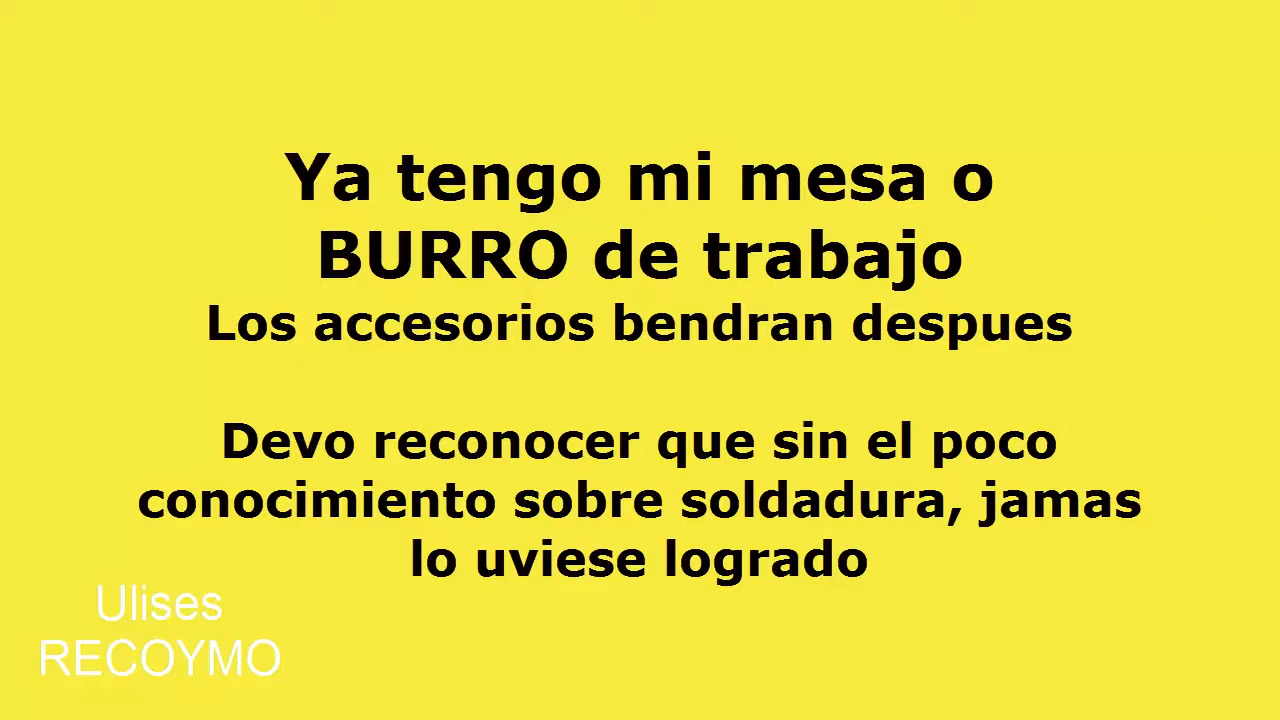 Ya tengo mi mesa o
BURRO de trabajo
Los accesorios bendran despues
Devo reconocer que sin el poco
conocimiento sobre soldadura, jamas
lo uviese logrado
Ulises
RECOYMO